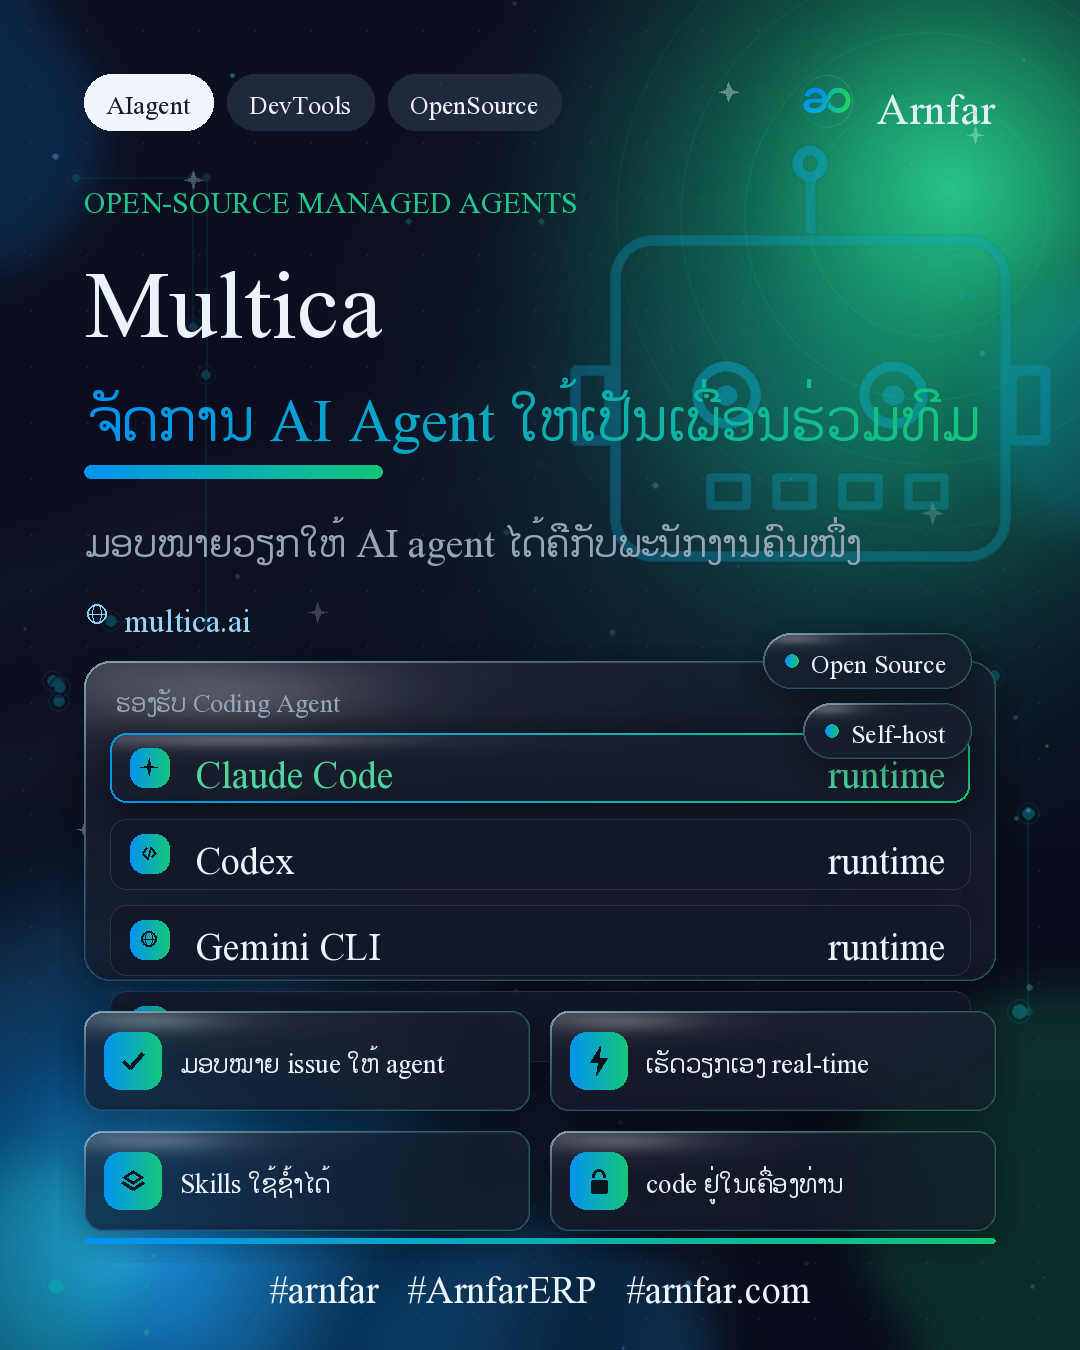 AIagent DevTools OpenSource
Arnfar
OPEN-SOURCE MANAGED AGENTS
Multica
ຈັດການ AI Agent ໃຫ້ເປັນເພື່ອນຮ່ວມທີມ
ມອບໝາຍວຽກໃຫ້ AI agent ໄດ້ຄືກັບພະນັກງານຄົນໜຶ່ງ
multica.ai
Open Source
ຮອງຮັບ Coding Agent
Self-host
Claude Code runtime
Codex runtime
Gemini CLI runtime
ມອບໝາຍ issue ໃຫ້ agent
ເຮັດວຽກເອງ real-time
Skills ໃຊ້ຊ້ຳໄດ້
code ຢູ່ໃນເຄື່ອງທ່ານ
#arnfar #ArnfarERP #arnfar.com